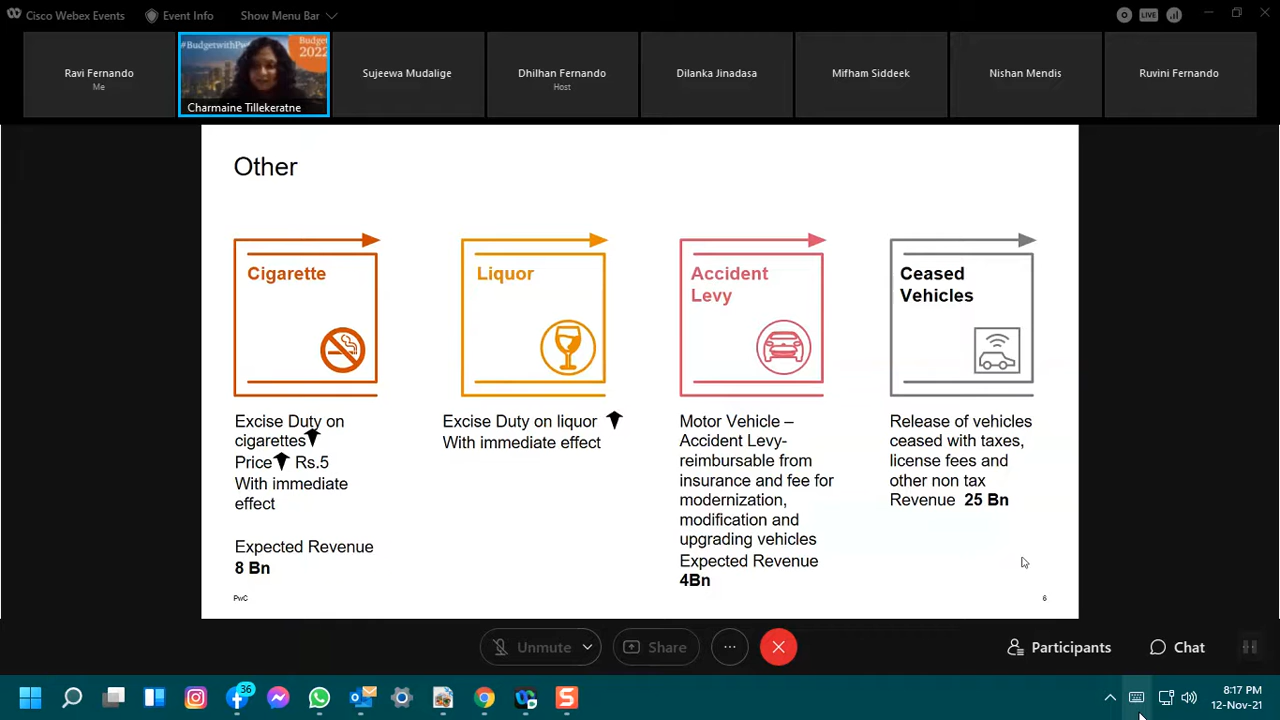 Cisco Webex Events
Event Info
Show Menu Bar
LIVE
Ravi Fernando
Me
#BudgetwithPwC
Budget
2022
Charmaine Tillekeratne
Sujeewa Mudalige
Dhilhan Fernando
Host
Dilanka Jinadasa
Mifham Siddeek
Nishan Mendis
Ruvini Fernando
Other
Cigarette
Excise Duty on
cigarettes
Price Rs.5
With immediate
effect
Expected Revenue
8 Bn
Liquor
Excise Duty on liquor
With immediate effect
Accident
Levy
Motor Vehicle –
Accident Levy-
reimbursable from
insurance and fee for
modernization,
modification and
upgrading vehicles
Expected Revenue
4Bn
Ceased
Vehicles
Release of vehicles
ceased with taxes,
license fees and
other non tax
Revenue 25 Bn
PwC
6
Unmute
Share
Participants
Chat
36
8:17 PM
12-Nov-21